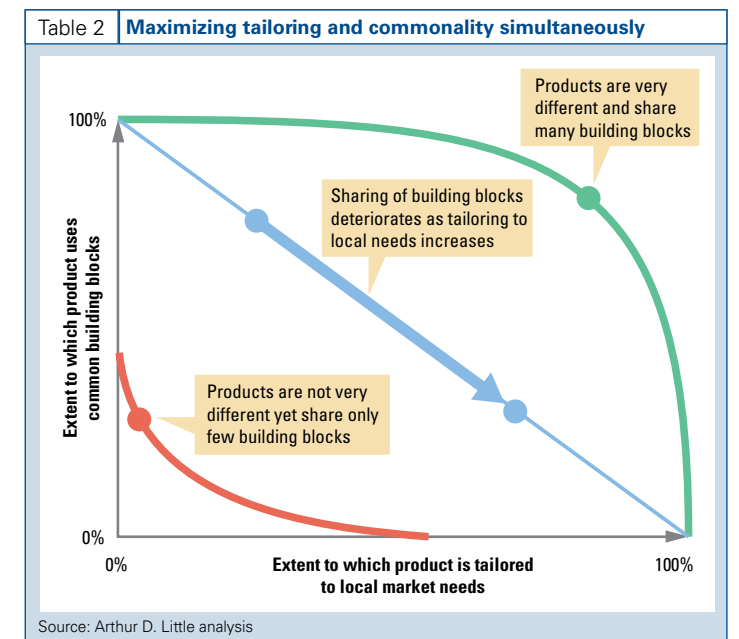 Table 2
Maximizing tailoring and commonality simultaneously
Products are very
different and share
many building blocks
100%
Sharing of building blocks
deteriorates as tailoring to
local needs increases
Extent to which product uses
common building blocks
Products are not very
different yet share only
few building blocks
0%
0%
Extent to which product is tailored
to local market needs
100%
Source: Arthur D. Little analysis